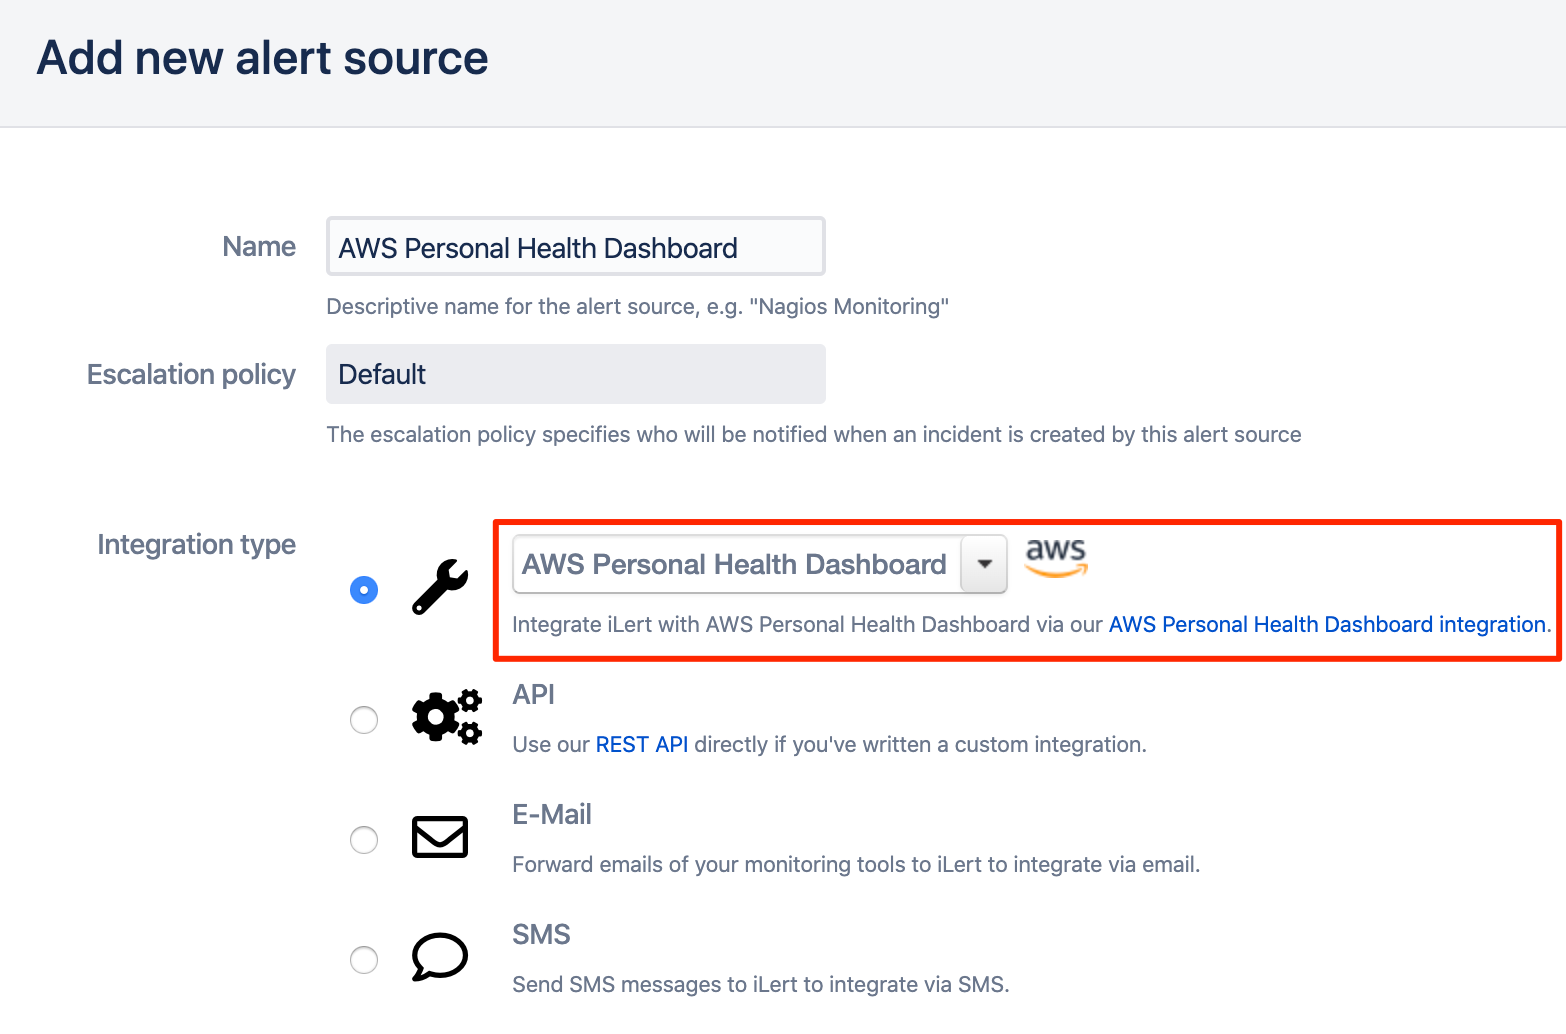 Add new alert source
Name
AWS Personal Health Dashboard
Descriptive name for the alert source, e.g. "Nagios Monitoring"
Escalation policy
Default
The escalation policy specifies who will be notified when an incident is created by this alert source
Integration type
AWS Personal Health Dashboard
aws
Integrate iLert with AWS Personal Health Dashboard via our AWS Personal Health Dashboard integration.
API
Use our REST API directly if you've written a custom integration.
E-Mail
Forward emails of your monitoring tools to iLert to integrate via email.
SMS
Send SMS messages to iLert to integrate via SMS.